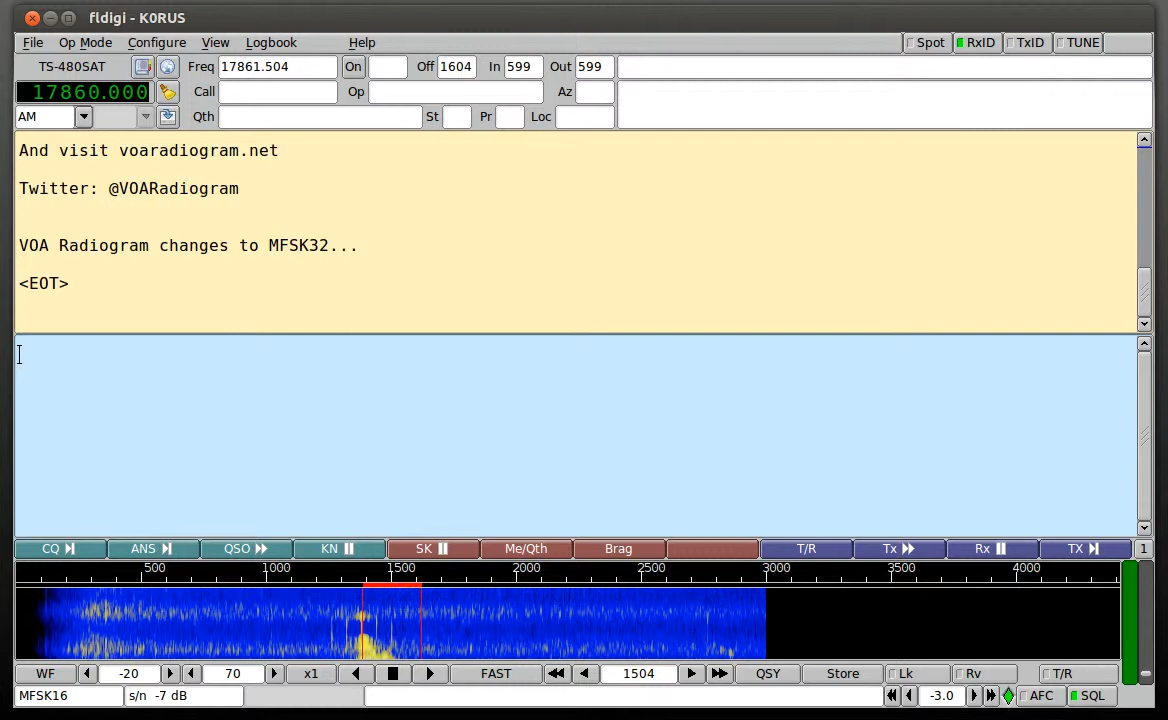 fldigi - K0RUS
File Op Mode Configure View Logbook Help Spot RxID TxID TUNE
TS-480SAT Freq 17861.504 On Off 1604 In 599 Out 599
17860.000 Call Op Az
AM Qth St Pr Loc
And visit voaradiogram.net
Twitter: @VOARadiogram
VOA Radiogram changes to MFSK32...
<EOT>
CQ ANS QSO KN SK Me/Qth Brag T/R Tx Rx TX 1
500 1000 1500 2000 2500 3000 3500 4000
WF -20 70 x1 FAST 1504 QSY Store Lk Rv T/R
MFSK16 s/n -7 dB -3.0 AFC SQL